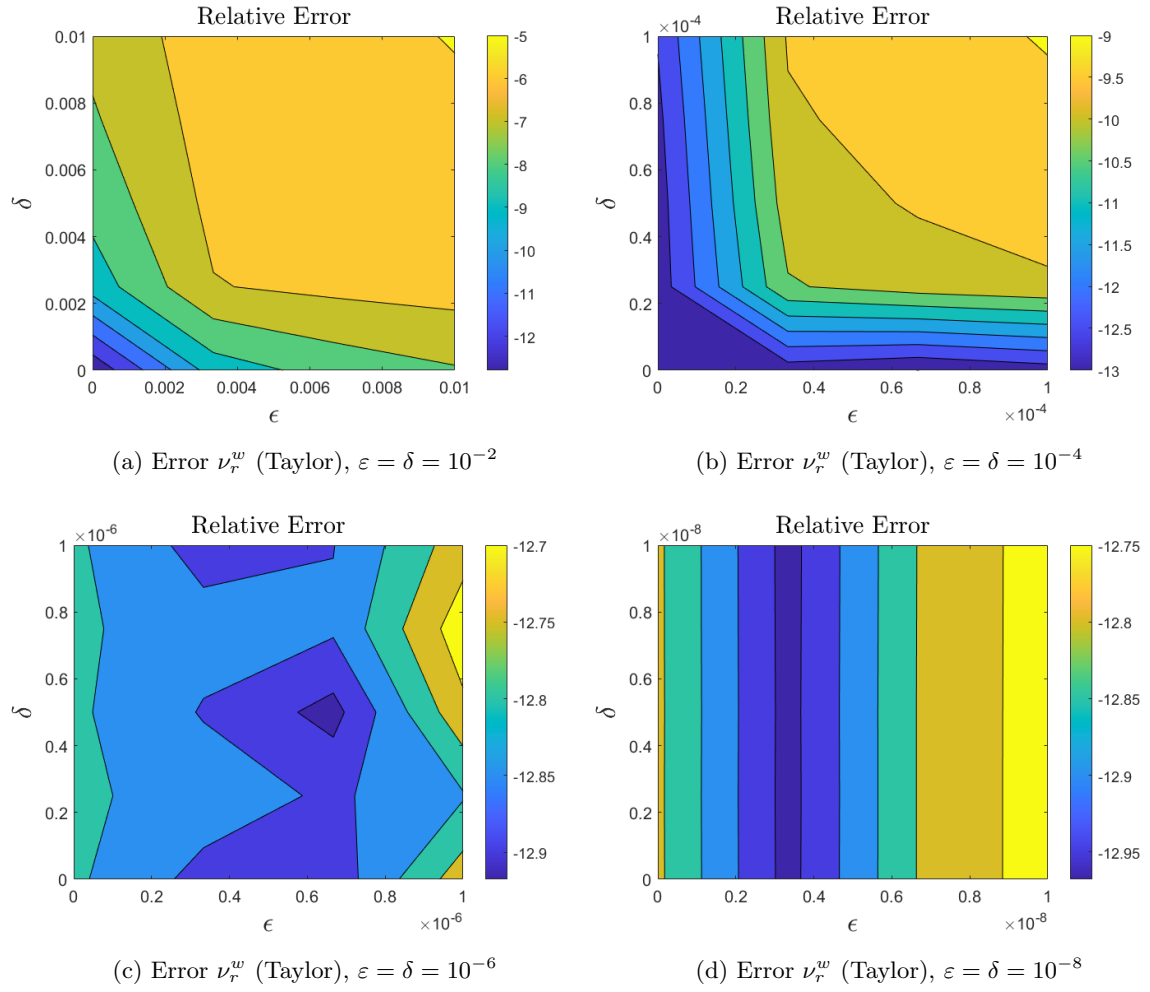 Relative Error
0.01
0.008
0.006
0.004
0.002
0
δ
0 0.002 0.004 0.006 0.008 0.01
ϵ
-5
-6
-7
-8
-9
-10
-11
-12
(a) Error ν_r^w (Taylor), ε = δ = 10^{-2}
Relative Error
×10^{-4}
1
0.8
0.6
0.4
0.2
0
δ
0 0.2 0.4 0.6 0.8 1
ϵ
×10^{-4}
-9
-9.5
-10
-10.5
-11
-11.5
-12
-12.5
-13
(b) Error ν_r^w (Taylor), ε = δ = 10^{-4}
Relative Error
×10^{-6}
1
0.8
0.6
0.4
0.2
0
δ
0 0.2 0.4 0.6 0.8 1
ϵ
×10^{-6}
-12.7
-12.75
-12.8
-12.85
-12.9
(c) Error ν_r^w (Taylor), ε = δ = 10^{-6}
Relative Error
×10^{-8}
1
0.8
0.6
0.4
0.2
0
δ
0 0.2 0.4 0.6 0.8 1
ϵ
×10^{-8}
-12.75
-12.8
-12.85
-12.9
-12.95
(d) Error ν_r^w (Taylor), ε = δ = 10^{-8}